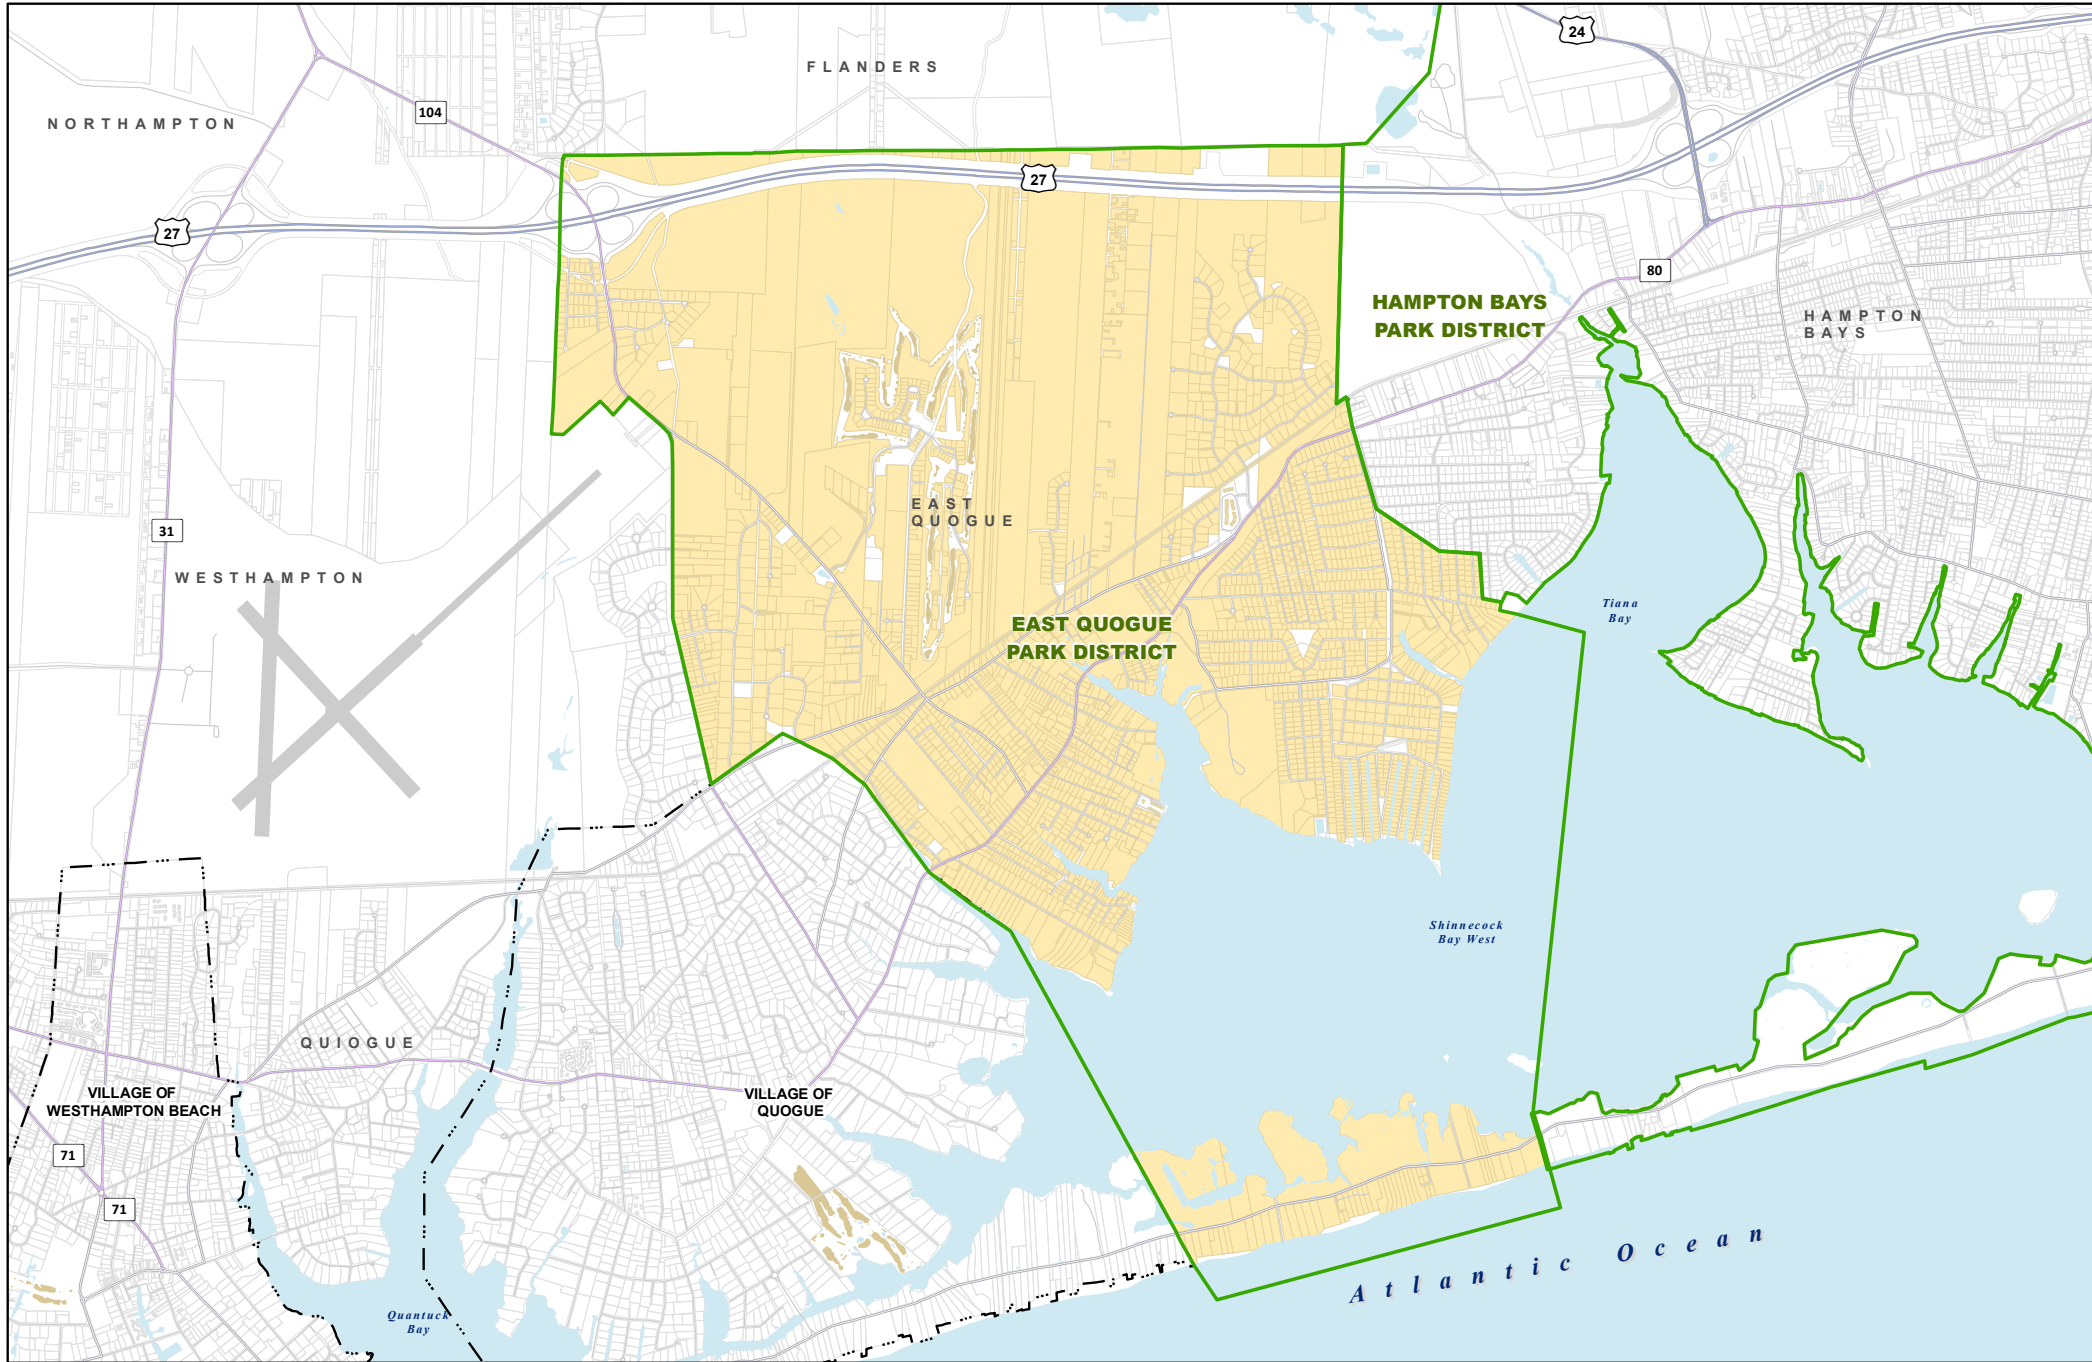 24
FLANDERS
104
NORTHAMPTON
27
27
80
HAMPTON BAYS
PARK DISTRICT
HAMPTON
BAYS
EAST
QUOGUE
31
WESTHAMPTON
Tiana
Bay
EAST QUOGUE
PARK DISTRICT
Shinnecock
Bay West
QUIOGUE
VILLAGE OF
WESTHAMPTON BEACH
VILLAGE OF
QUOGUE
71
71
Atlantic Ocean
Quantuck
Bay